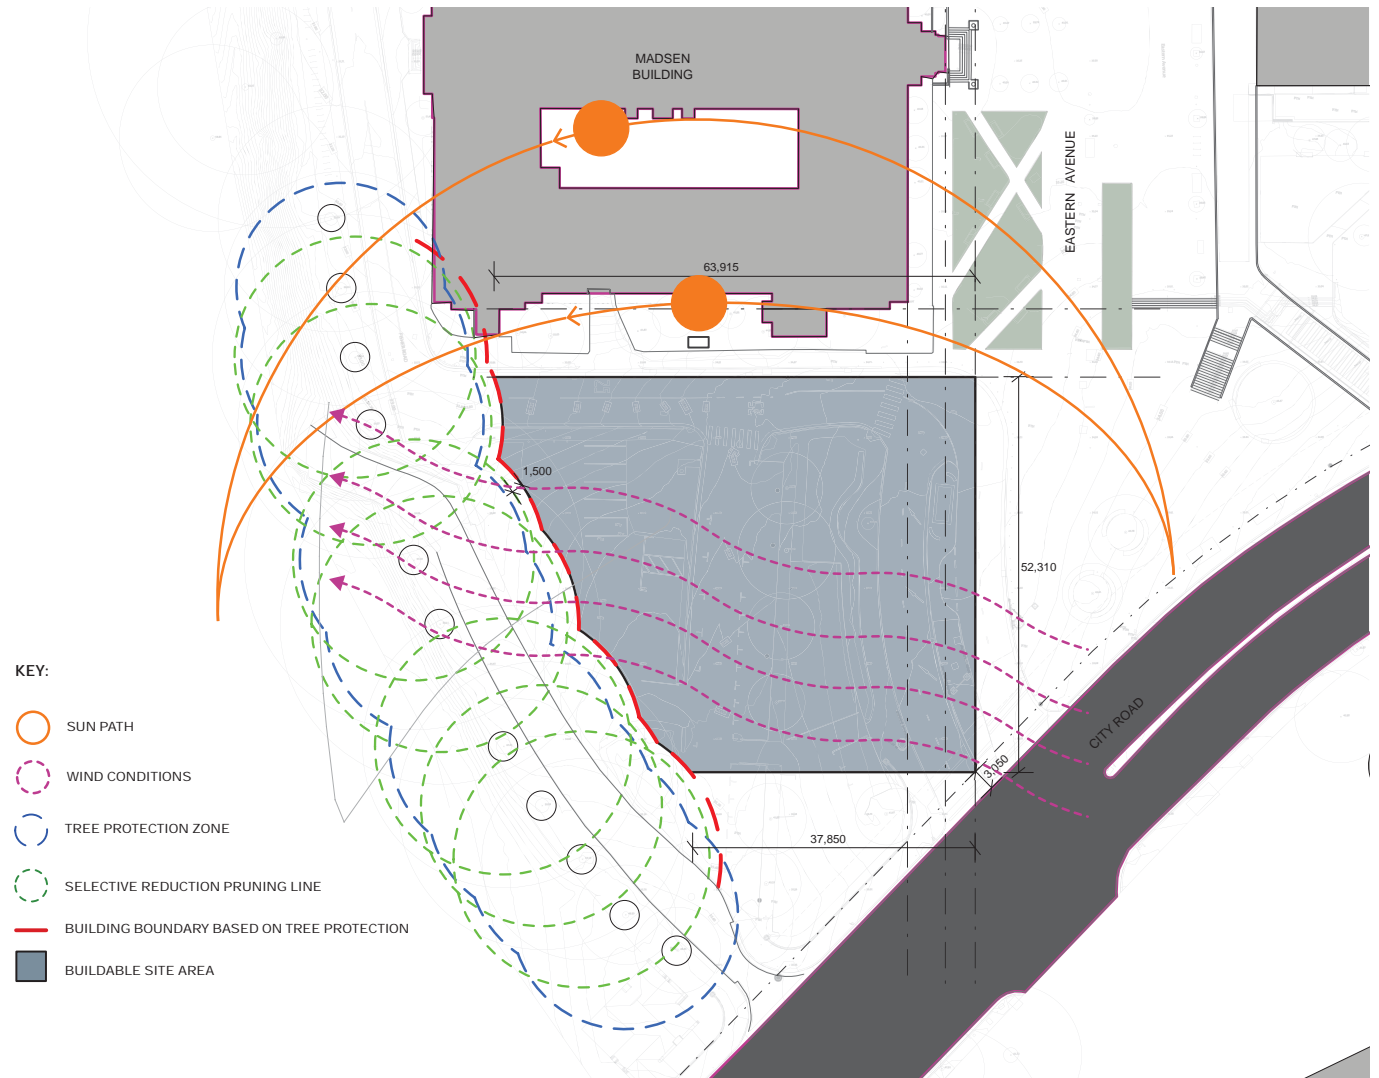 MADSEN
BUILDING
EASTERN AVENUE
63,915
1,500
52,310
CITY ROAD
3,050
37,850
KEY:
SUN PATH
WIND CONDITIONS
TREE PROTECTION ZONE
SELECTIVE REDUCTION PRUNING LINE
BUILDING BOUNDARY BASED ON TREE PROTECTION
BUILDABLE SITE AREA